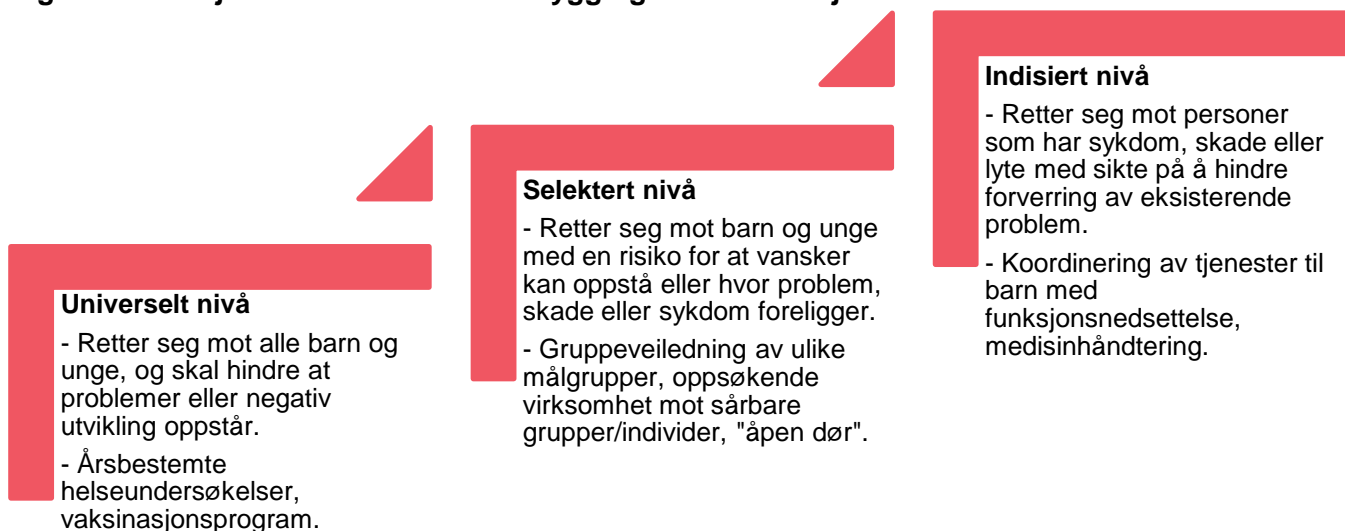 Universelt nivå
- Retter seg mot alle barn og
unge, og skal hindre at
problemer eller negativ
utvikling oppstår.
- Årsbestemte
helseundersøkelser,
vaksinasjonsprogram.
Selektert nivå
- Retter seg mot barn og unge
med en risiko for at vansker
kan oppstå eller hvor problem,
skade eller sykdom foreligger.
- Gruppeveiledning av ulike
målgrupper, oppsøkende
virksomhet mot sårbare
grupper/individer, "åpen dør".
Indisiert nivå
- Retter seg mot personer
som har sykdom, skade eller
lyte med sikte på å hindre
forverring av eksisterende
problem.
- Koordinering av tjenester til
barn med
funksjonsnedsettelse,
medisinhåndtering.